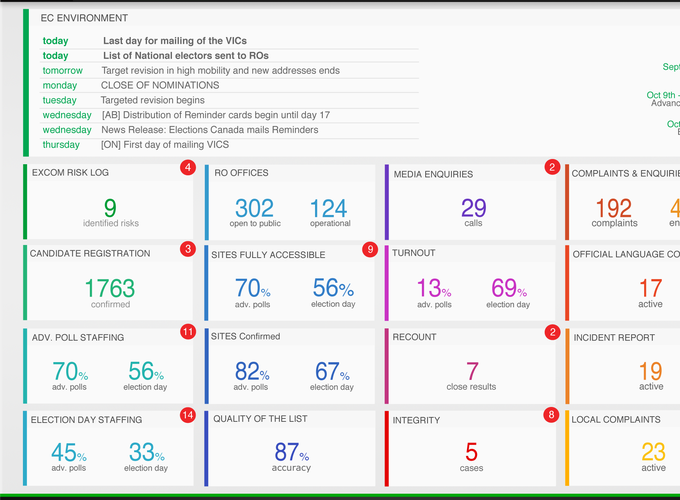 EC ENVIRONMENT
today Last day for mailing of the VICs
today List of National electors sent to ROs
tomorrow Target revision in high mobility and new addresses ends
Sept
monday CLOSE OF NOMINATIONS
tuesday Targeted revision begins
Oct 9th -
Advanc
wednesday [AB] Distribution of Reminder cards begin until day 17
wednesday News Release: Elections Canada mails Reminders
Oct
E
thursday [ON] First day of mailing VICS
EXCOM RISK LOG 4
9
identified risks
RO OFFICES
302 124
open to public operational
MEDIA ENQUIRIES 2
29
calls
COMPLAINTS & ENQUIRIE
192 4
complaints en
CANDIDATE REGISTRATION 3
1763
confirmed
SITES FULLY ACCESSIBLE 9
70% 56%
adv. polls election day
TURNOUT
13% 69%
adv. polls election day
OFFICIAL LANGUAGE CO
17
active
ADV. POLL STAFFING 11
70% 56%
adv. polls election day
SITES Confirmed
82% 67%
adv. polls election day
RECOUNT 2
7
close results
INCIDENT REPORT
19
active
ELECTION DAY STAFFING 14
45% 33%
adv. polls election day
QUALITY OF THE LIST
87%
accuracy
INTEGRITY 8
5
cases
LOCAL COMPLAINTS
23
active